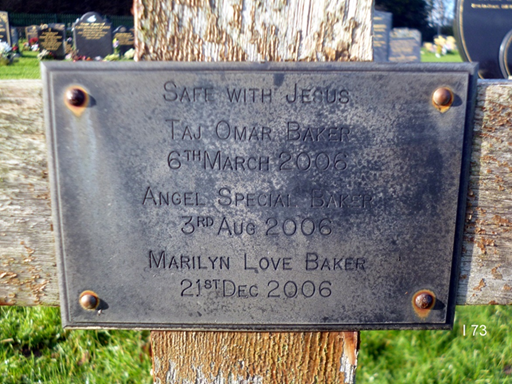 Safe with Jesus
Taj Omar Baker
6th March 2006
Angel Special Baker
3rd Aug 2006
Marilyn Love Baker
21st Dec 2006
173